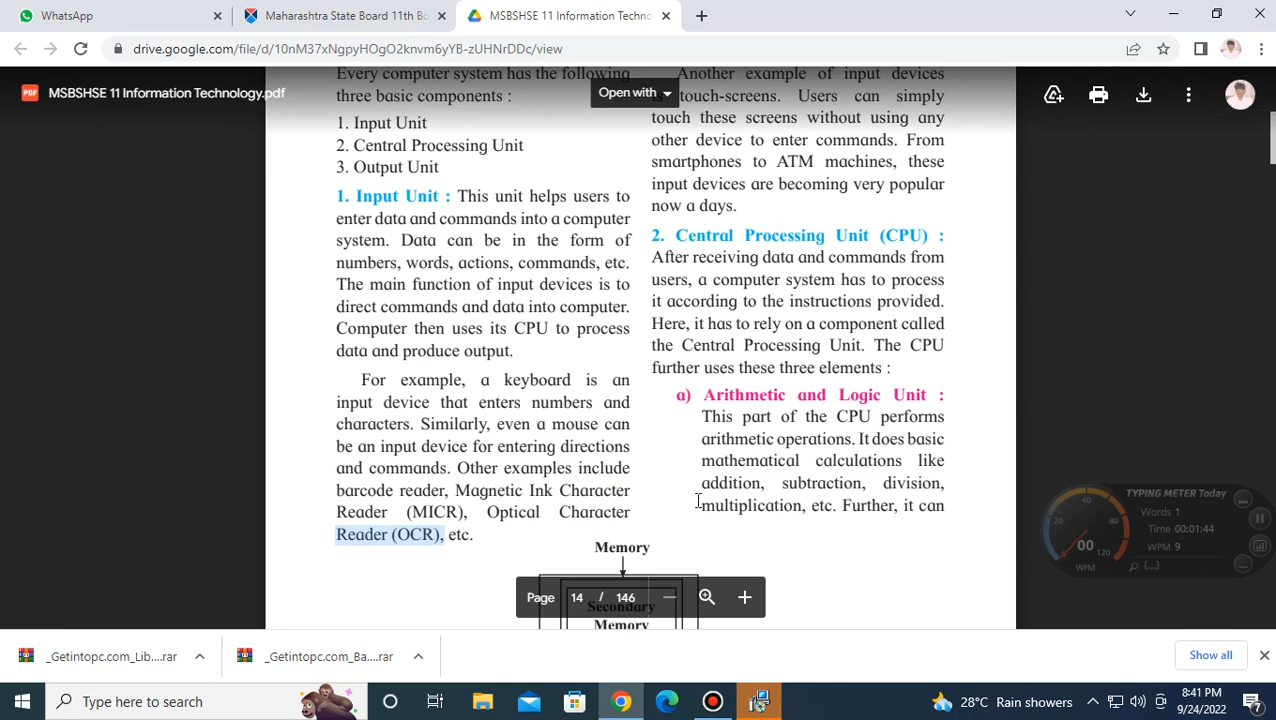 WhatsApp
Maharashtra State Board 11th Bo
MSBSHSE 11 Information Techno
drive.google.com/file/d/10nM37xNgpyHOgO2knvm6yYB-zUHNrDDc/view
MSBSHSE 11 Information Technology.pdf
Open with
Every computer system has the following
three basic components :
1. Input Unit
2. Central Processing Unit
3. Output Unit
1. Input Unit : This unit helps users to
enter data and commands into a computer
system. Data can be in the form of
numbers, words, actions, commands, etc.
The main function of input devices is to
direct commands and data into computer.
Computer then uses its CPU to process
data and produce output.
For example, a keyboard is an
input device that enters numbers and
characters. Similarly, even a mouse can
be an input device for entering directions
and commands. Other examples include
barcode reader, Magnetic Ink Character
Reader (MICR), Optical Character
Reader (OCR), etc.
Another example of input devices
is touch-screens. Users can simply
touch these screens without using any
other device to enter commands. From
smartphones to ATM machines, these
input devices are becoming very popular
now a days.
2. Central Processing Unit (CPU) :
After receiving data and commands from
users, a computer system has to process
it according to the instructions provided.
Here, it has to rely on a component called
the Central Processing Unit. The CPU
further uses these three elements :
a) Arithmetic and Logic Unit :
This part of the CPU performs
arithmetic operations. It does basic
mathematical calculations like
addition, subtraction, division,
multiplication, etc. Further, it can
Memory
Secondary
Memory
Page 14 / 146
TYPING METER Today
Words 1
Time 00:01:44
WPM 9
20 40 60 120
00
WPM
(...)
_Getintopc.com_Lib....rar
_Getintopc.com_Ba....rar
Show all
Type here to search
28°C Rain showers
8:41 PM
9/24/2022
7